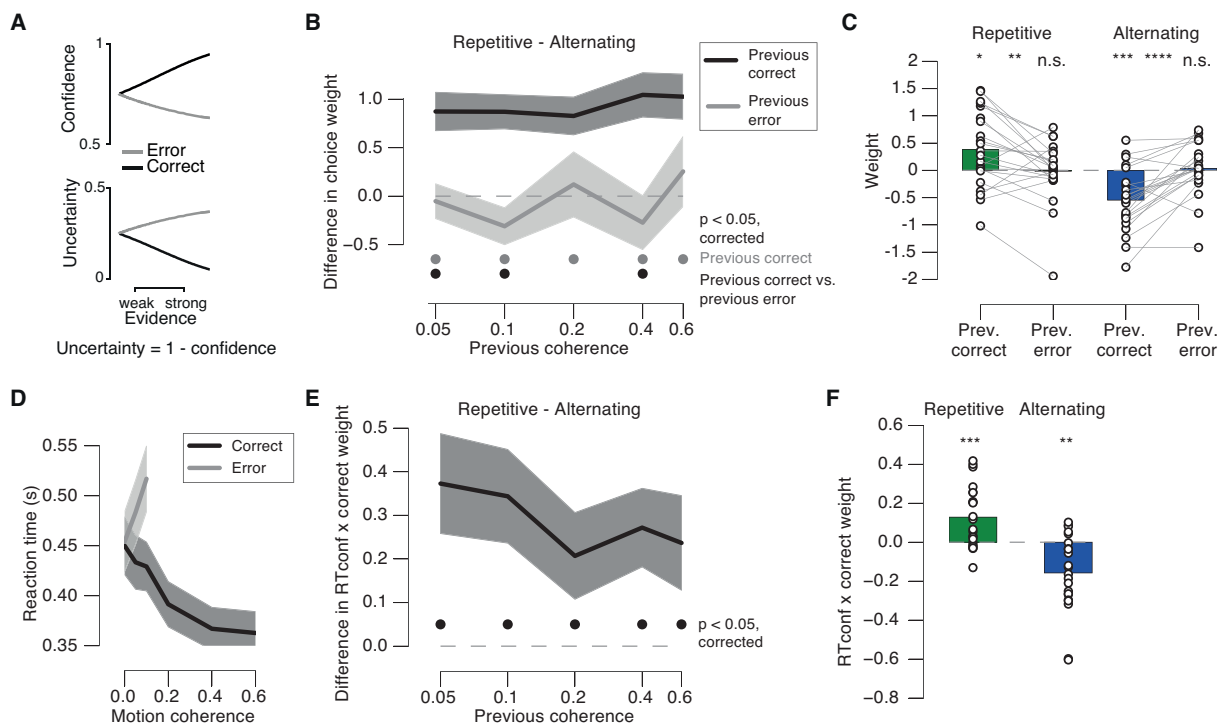 A
1
Confidence
0.5
Error
Correct
0.5
Uncertainty
0
weak strong
Evidence
Uncertainty = 1 - confidence
B
Repetitive - Alternating
Previous
correct
Previous
error
Difference in choice weight
1.0
0.5
0.0
−0.5
p < 0.05,
corrected
Previous correct
Previous correct vs.
previous error
0.05 0.1 0.2 0.4 0.6
Previous coherence
C
Repetitive Alternating
* ** n.s. *** **** n.s.
Weight
2
1.5
1
0.5
0
-0.5
-1
-1.5
-2
Prev. Prev. Prev. Prev.
correct error correct error
D
Correct
Error
Reaction time (s)
0.55
0.50
0.45
0.40
0.35
0.0 0.2 0.4 0.6
Motion coherence
E
Repetitive - Alternating
Difference in RTconf x correct weight
0.5
0.4
0.3
0.2
0.1
0.0
p < 0.05,
corrected
0.05 0.1 0.2 0.4 0.6
Previous coherence
F
Repetitive Alternating
*** **
RTconf x correct weight
0.6
0.4
0.2
0.0
−0.2
−0.4
−0.6
−0.8